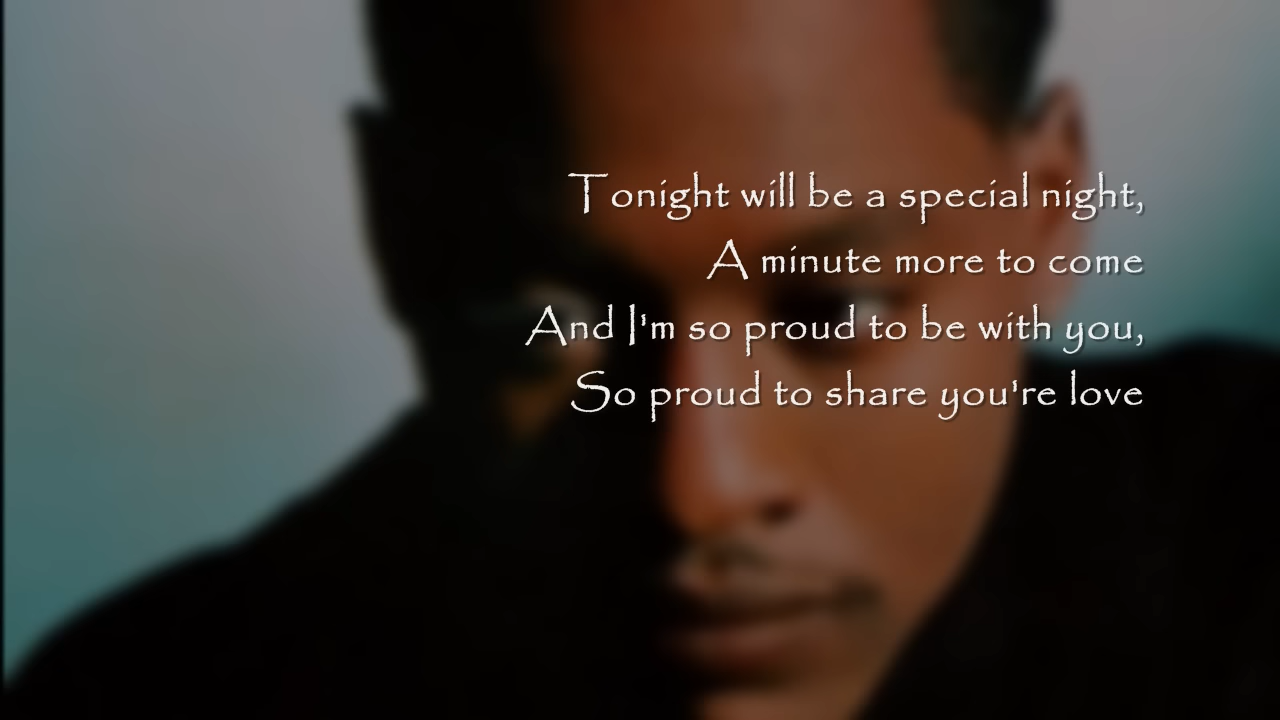 Tonight will be a special night,
A minute more to come
And I'm so proud to be with you,
So proud to share you're love